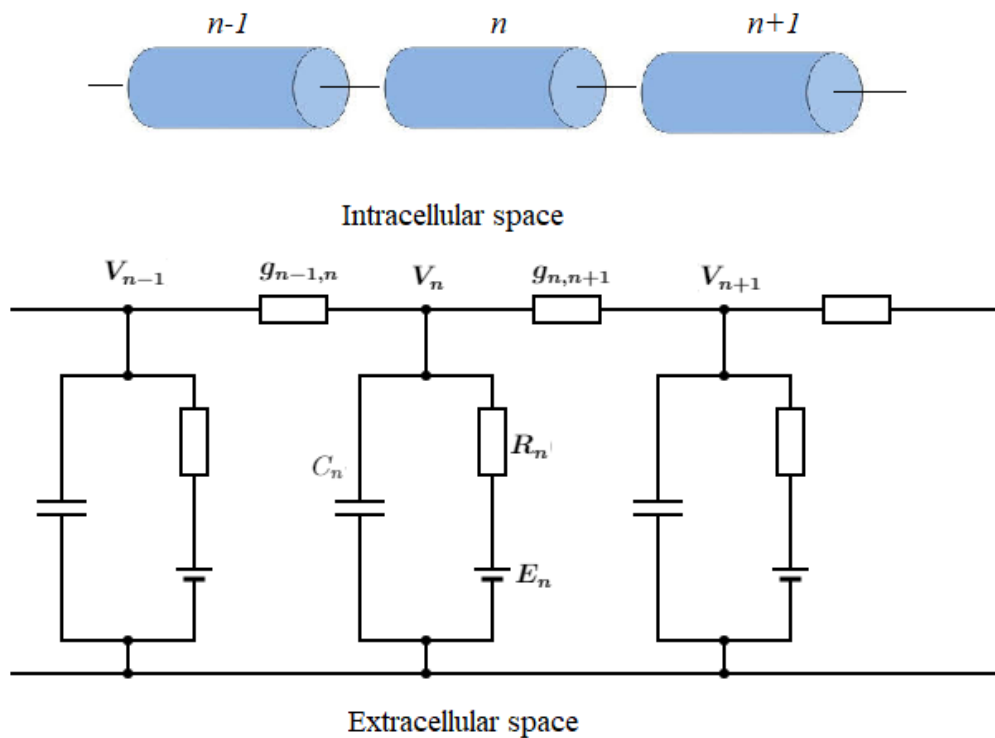 n-1 n n+1
Intracellular space
V_{n−1} g_{n−1,n} V_n g_{n,n+1} V_{n+1}
C_n R_n
E_n
Extracellular space